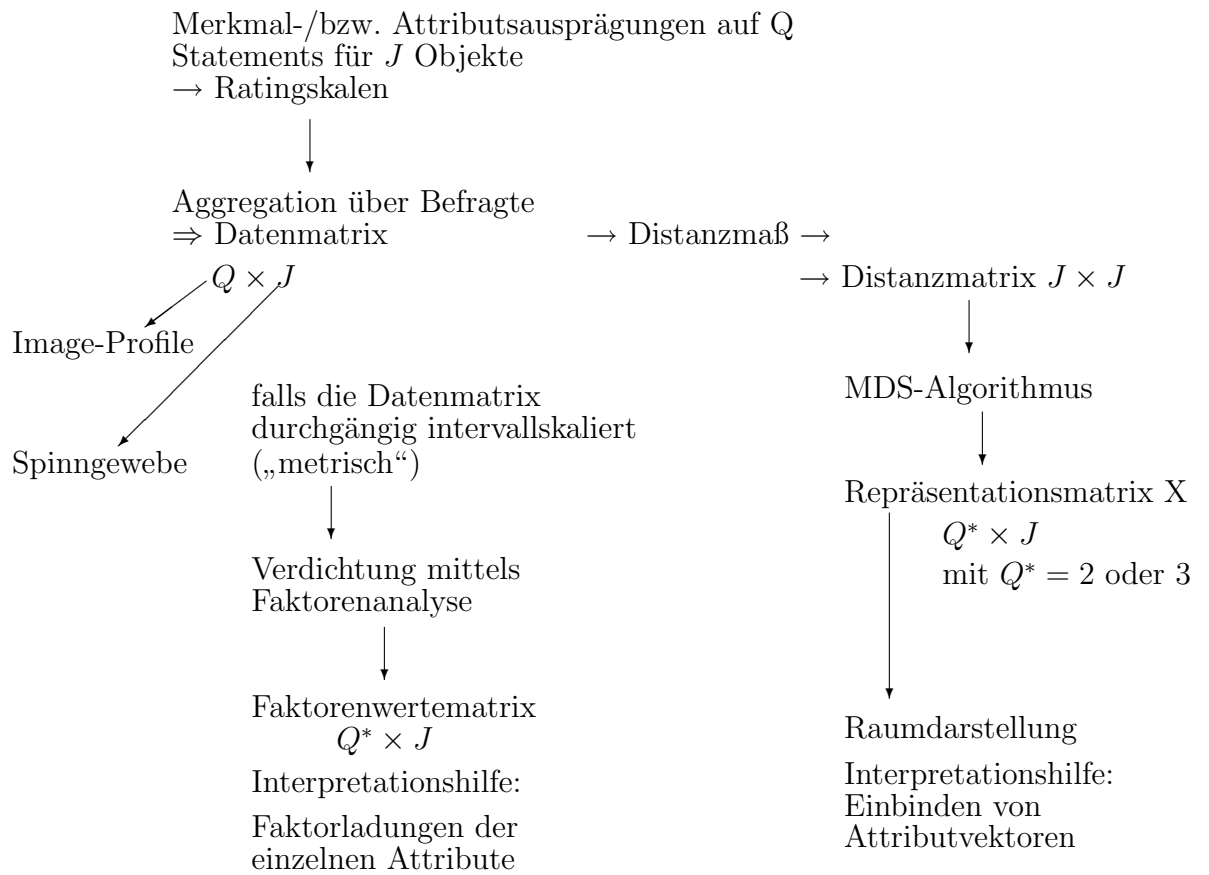 Merkmal-/bzw. Attributsausprägungen auf Q
Statements für J Objekte
→ Ratingskalen
Aggregation über Befragte
⇒ Datenmatrix → Distanzmaß →
Q × J → Distanzmatrix J × J
Image-Profile
Spinngewebe
falls die Datenmatrix
durchgängig intervallskaliert
(„metrisch“)
Verdichtung mittels
Faktorenanalyse
Faktorenwertematrix
Q* × J
Interpretationshilfe:
Faktorladungen der
einzelnen Attribute
MDS-Algorithmus
Repräsentationsmatrix X
Q* × J
mit Q* = 2 oder 3
Raumdarstellung
Interpretationshilfe:
Einbinden von
Attributvektoren